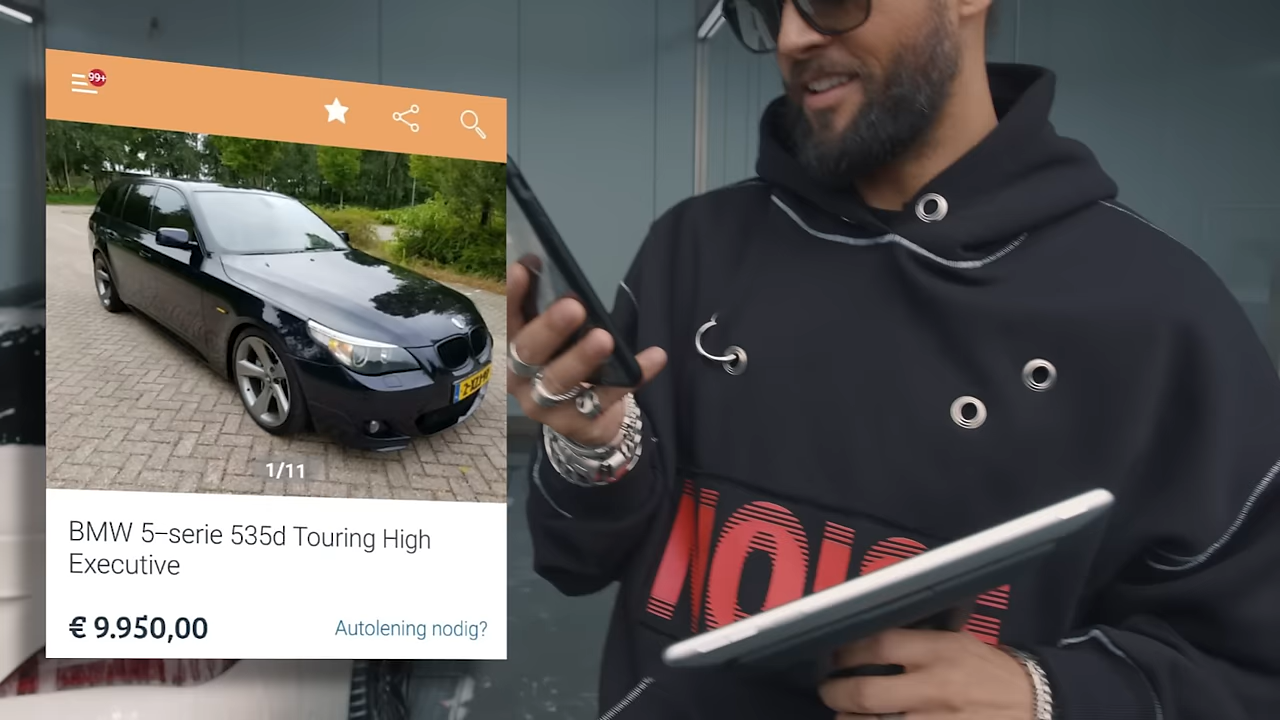 99+
1/11
BMW 5-serie 535d Touring High
Executive
€ 9.950,00
Autolening nodig?